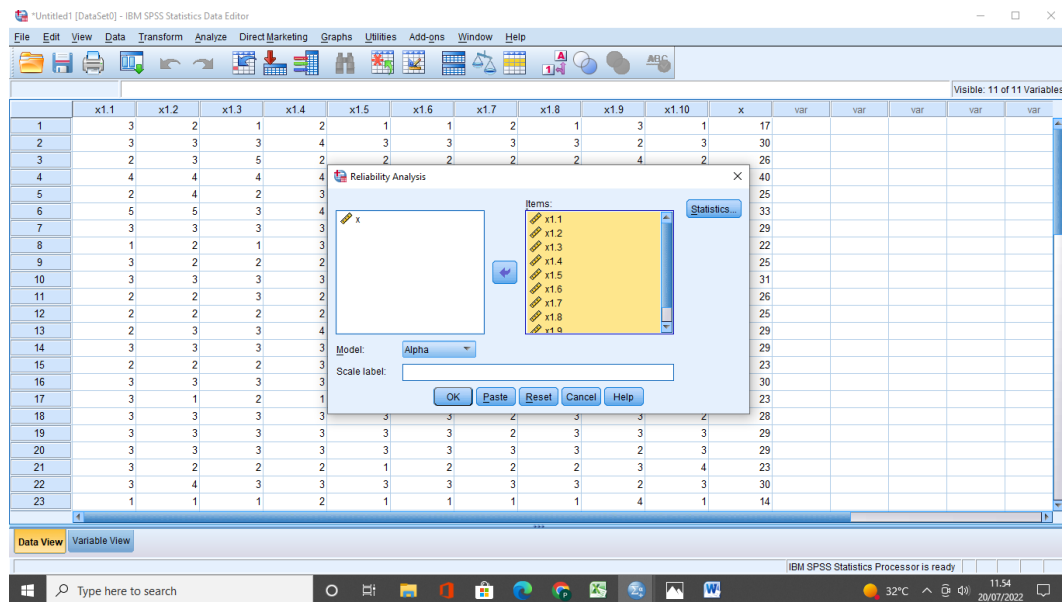 *Untitled1 [DataSet0] - IBM SPSS Statistics Data Editor
File Edit View Data Transform Analyze Direct Marketing Graphs Utilities Add-ons Window Help
Visible: 11 of 11 Variables
x1.1 x1.2 x1.3 x1.4 x1.5 x1.6 x1.7 x1.8 x1.9 x1.10 x var var var var var
1 3 2 1 2 1 1 2 1 3 1 17
2 3 3 3 4 3 3 3 3 2 3 30
3 2 3 5 2 2 2 2 2 4 2 26
4 4 4 4 4 40
5 2 4 2 3 25
6 5 5 3 4 33
7 3 3 3 3 29
8 1 2 1 3 22
9 3 2 2 2 25
10 3 3 3 3 31
11 2 2 3 2 26
12 2 2 2 2 25
13 2 3 3 4 29
14 3 3 3 3 29
15 2 2 2 3 23
16 3 3 3 3 30
17 3 1 2 1 23
18 3 3 3 3 3 3 2 3 3 2 28
19 3 3 3 3 3 3 2 3 3 3 29
20 3 3 3 3 3 3 3 3 2 3 29
21 3 2 2 2 1 2 2 2 3 4 23
22 3 4 3 3 3 3 3 3 2 3 30
23 1 1 1 2 1 1 1 1 4 1 14
Reliability Analysis
Items:
Statistics...
x
x1.1
x1.2
x1.3
x1.4
x1.5
x1.6
x1.7
x1.8
x1.9
Model: Alpha
Scale label:
OK Paste Reset Cancel Help
Data View Variable View
IBM SPSS Statistics Processor is ready
Type here to search
32°C
11.54
20/07/2022